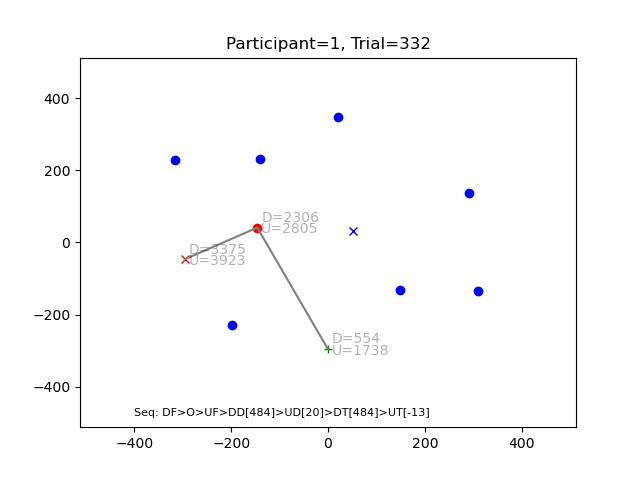 Participant=1, Trial=332
400
200
0
−200
−400
D=2306
U=2805
D=3375
U=3923
D=554
U=1738
Seq: DF>O>UF>DD[484]>UD[20]>DT[484]>UT[-13]
−400
−200
0
200
400